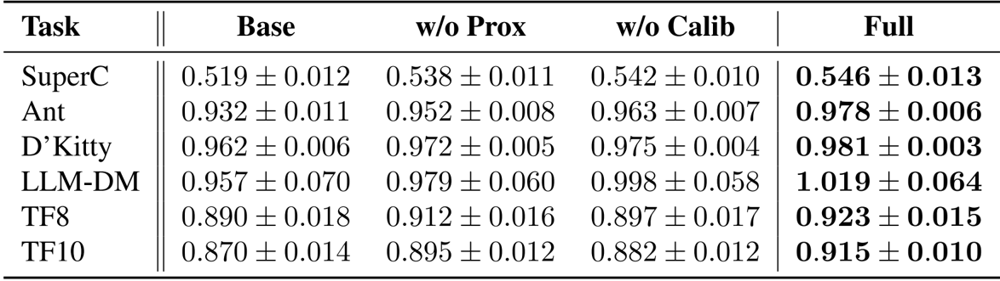 Task Base w/o Prox w/o Calib Full
SuperC 0.519 ± 0.012 0.538 ± 0.011 0.542 ± 0.010 0.546 ± 0.013
Ant 0.932 ± 0.011 0.952 ± 0.008 0.963 ± 0.007 0.978 ± 0.006
D'Kitty 0.962 ± 0.006 0.972 ± 0.005 0.975 ± 0.004 0.981 ± 0.003
LLM-DM 0.957 ± 0.070 0.979 ± 0.060 0.998 ± 0.058 1.019 ± 0.064
TF8 0.890 ± 0.018 0.912 ± 0.016 0.897 ± 0.017 0.923 ± 0.015
TF10 0.870 ± 0.014 0.895 ± 0.012 0.882 ± 0.012 0.915 ± 0.010